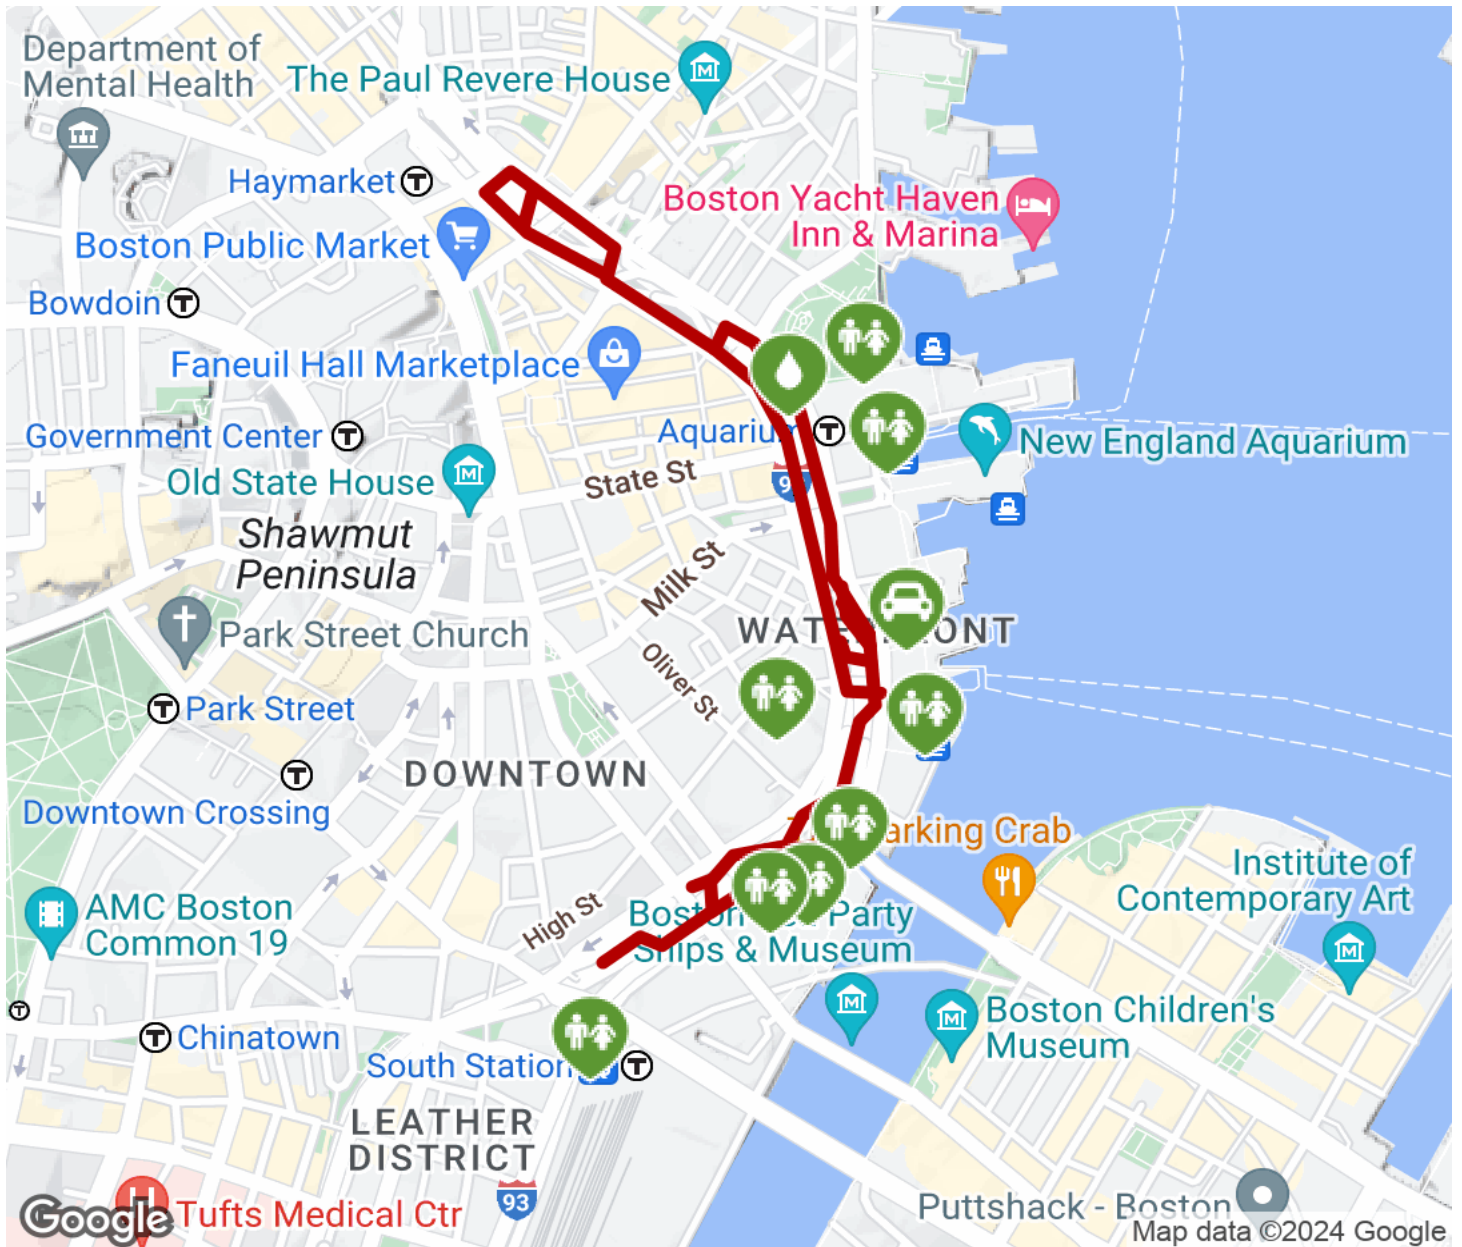 Department of
Mental Health
The Paul Revere House
Haymarket
T
Boston Yacht Haven
Inn & Marina
Boston Public Market
Bowdoin
T
Faneuil Hall Marketplace
Government Center
T
Aquarium
T
New England Aquarium
Old State House
State St
Shawmut
Peninsula
Milk St
Park Street Church
Oliver St
Park Street
T
DOWNTOWN
T
Downtown Crossing
arking Crab
Institute of
Contemporary Art
AMC Boston
Common 19
High St
Party
Ships & Museum
T
T
Chinatown
Boston Children's
Museum
South Station
T
LEATHER
DISTRICT
93
Tufts Medical Ctr
Puttshack - Boston
Google
Map data ©2024 Google